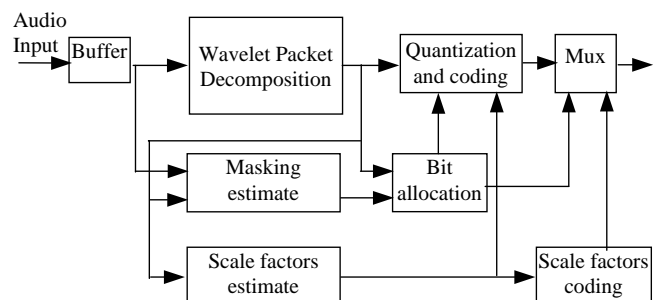 Audio
Input
Buffer
Wavelet Packet
Decomposition
Quantization
and coding
Mux
Masking
estimate
Bit
allocation
Scale factors
estimate
Scale factors
coding